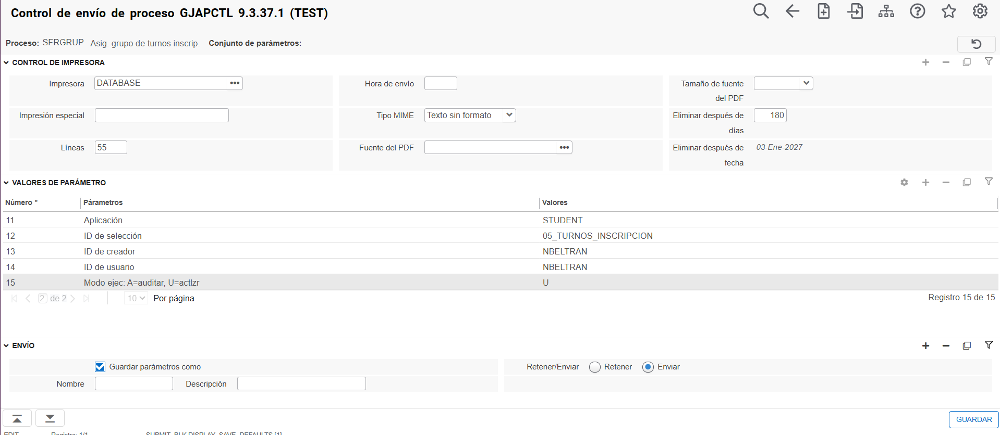 Control de envío de proceso GJAPCTL 9.3.37.1 (TEST)
Proceso: SFRGRUP Asig. grupo de turnos inscrip. Conjunto de parámetros:
CONTROL DE IMPRESORA
Impresora DATABASE
Hora de envío
Tamaño de fuente
del PDF
Impresión especial
Tipo MIME Texto sin formato
Eliminar después de 180
días
Líneas 55
Fuente del PDF
Eliminar después de 03-Ene-2027
fecha
VALORES DE PARÁMETRO
Número * Párametros Valores
11 Aplicación STUDENT
12 ID de selección 05_TURNOS_INSCRIPCION
13 ID de creador NBELTRAN
14 ID de usuario NBELTRAN
15 Modo ejec: A=auditar, U=actlzr U
2 de 2 10 Por página Registro 15 de 15
ENVÍO
Guardar parámetros como
Retener/Enviar Retener Enviar
Nombre Descripción
GUARDAR
EDIT Registro: 1/1 SUBMIT_BLK.DISPLAY_SAVE_DEFAULTS [1]